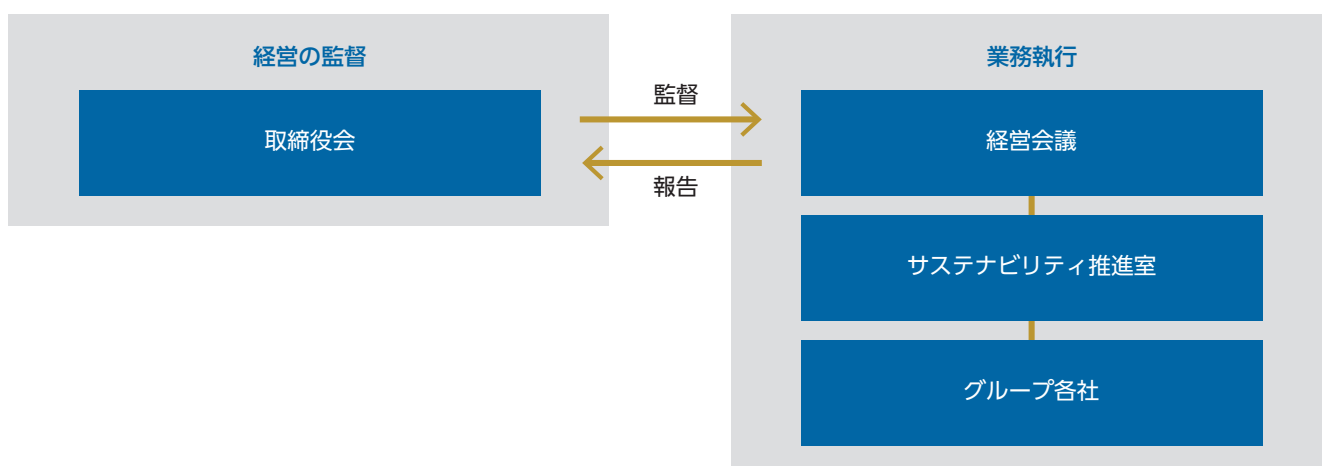 経営の監督
取締役会
監督
報告
業務執行
経営会議
サステナビリティ推進室
グループ各社